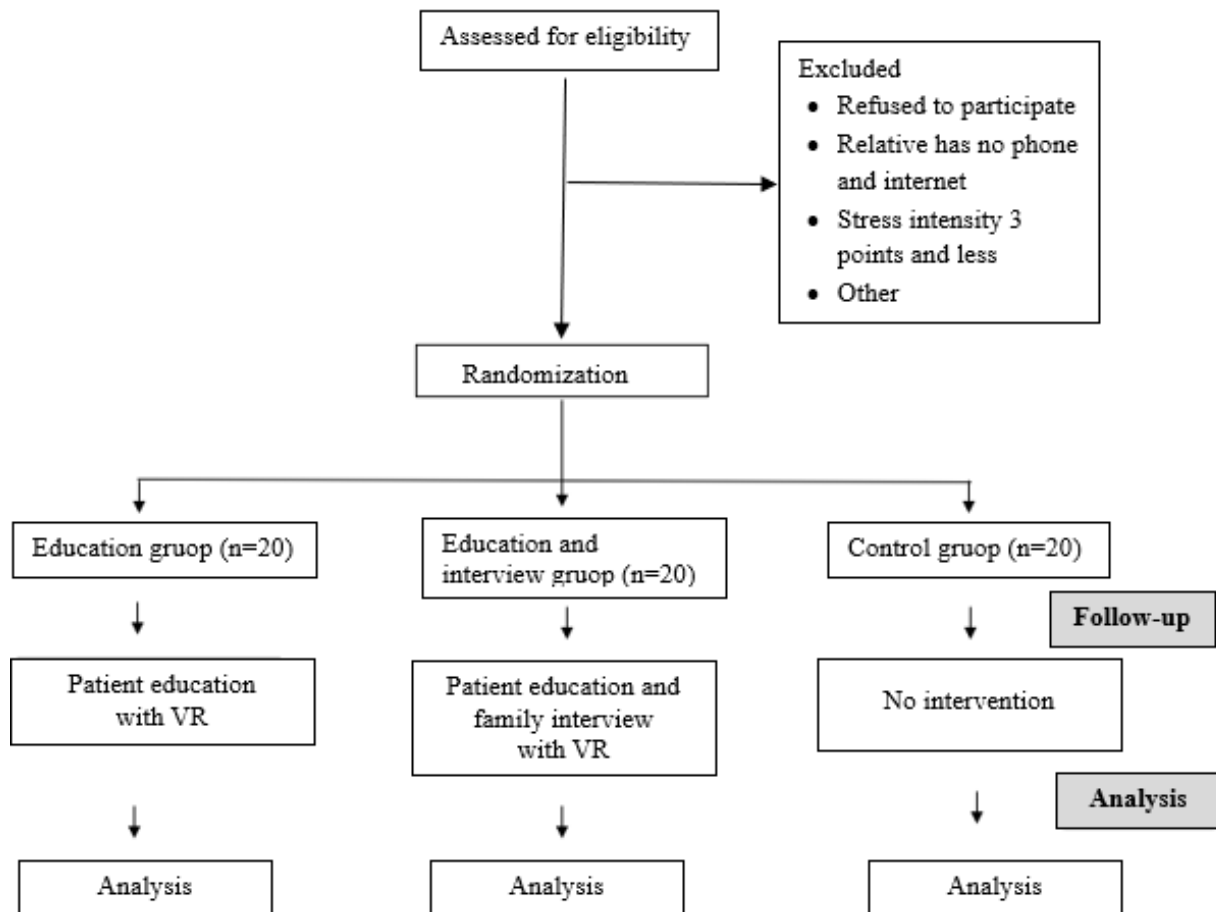 Assessed for eligibility
Excluded
• Refused to participate
• Relative has no phone
and internet
• Stress intensity 3
points and less
• Other
Randomization
Education gruop (n=20)
Education and
interview gruop (n=20)
Control gruop (n=20)
Follow-up
Patient education
with VR
Patient education and
family interview
with VR
No intervention
Analysis
Analysis
Analysis
Analysis